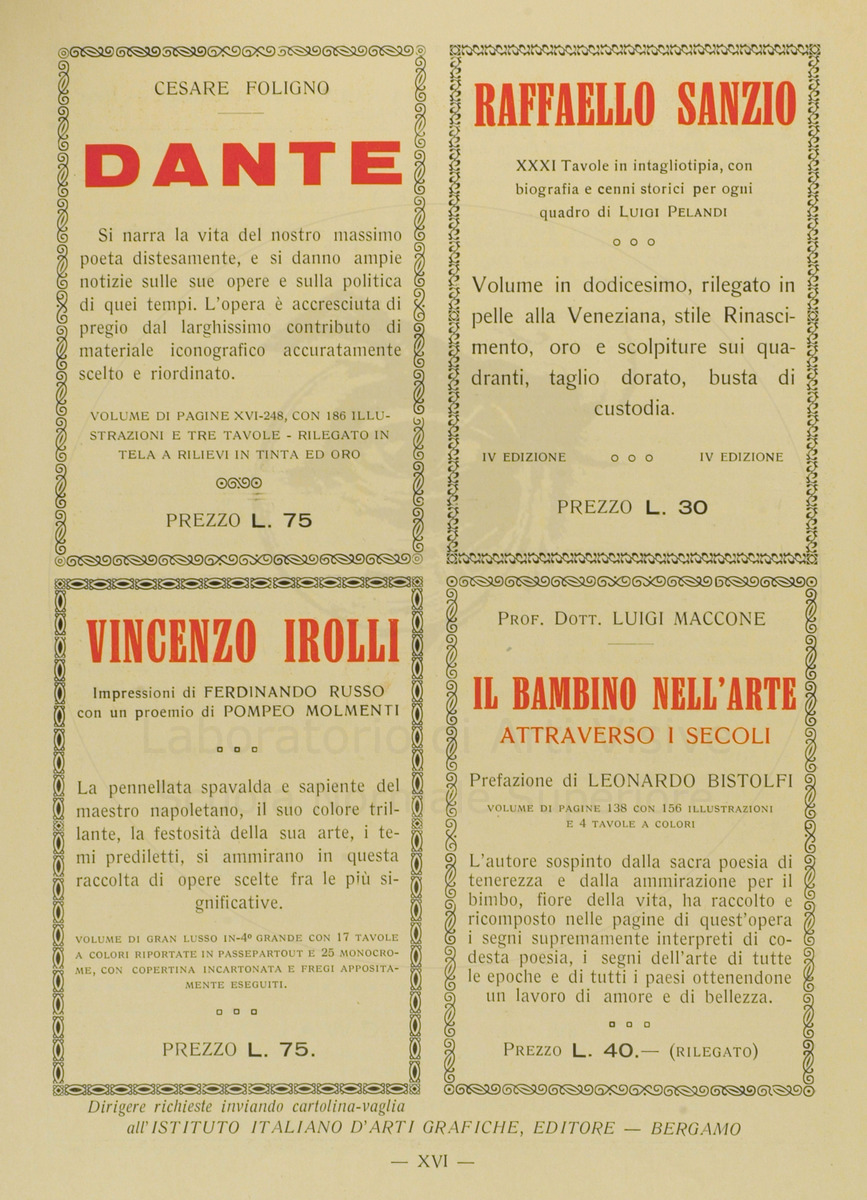 CESARE FOLIGNO
DANTE
Si narra la vita del nostro massimo
poeta distesamente, e si danno ampie
notizie sulle sue opere e sulla politica
di quei tempi. L'opera è accresciuta di
pregio dal larghissimo contributo di
materiale iconografico accuratamente
scelto e riordinato.
VOLUME DI PAGINE XVI-248, CON 186 ILLU-
STRAZIONI E TRE TAVOLE - RILEGATO IN
TELA A RILIEVI IN TINTA ED ORO
PREZZO L. 75
RAFFAELLO SANZIO
XXXI Tavole in intagliotipia, con
biografia e cenni storici per ogni
quadro di LUIGI PELANDI
Volume in dodicesimo, rilegato in
pelle alla Veneziana, stile Rinasci-
mento, oro e scolpiture sui qua-
dranti, taglio dorato, busta di
custodia.
IV EDIZIONE o o o IV EDIZIONE
PREZZO L. 30
VINCENZO IROLLI
Impressioni di FERDINANDO RUSSO
con un proemio di POMPEO MOLMENTI
La pennellata spavalda e sapiente del
maestro napoletano, il suo colore tril-
lante, la festosità della sua arte, i te-
mi prediletti, si ammirano in questa
raccolta di opere scelte fra le più si-
gnificative.
VOLUME DI GRAN LUSSO IN-4º GRANDE CON 17 TAVOLE
A COLORI RIPORTATE IN PASSEPARTOUT E 25 MONOCRO-
ME, CON COPERTINA INCARTONATA E FREGI APPOSITA-
MENTE ESEGUITI.
PREZZO L. 75.
PROF. DOTT. LUIGI MACCONE
IL BAMBINO NELL'ARTE
ATTRAVERSO I SECOLI
Prefazione di LEONARDO BISTOLFI
VOLUME DI PAGINE 138 CON 156 ILLUSTRAZIONI
E 4 TAVOLE A COLORI
L'autore sospinto dalla sacra poesia di
tenerezza e dalla ammirazione per il
bimbo, fiore della vita, ha raccolto e
ricomposto nelle pagine di quest'opera
i segni supremamente interpreti di co-
desta poesia, i segni dell'arte di tutte
le epoche e di tutti i paesi ottenendone
un lavoro di amore e di bellezza.
PREZZO L. 40.— (RILEGATO)
Dirigere richieste inviando cartolina-vaglia
all'ISTITUTO ITALIANO D'ARTI GRAFICHE, EDITORE — BERGAMO
— XVI —